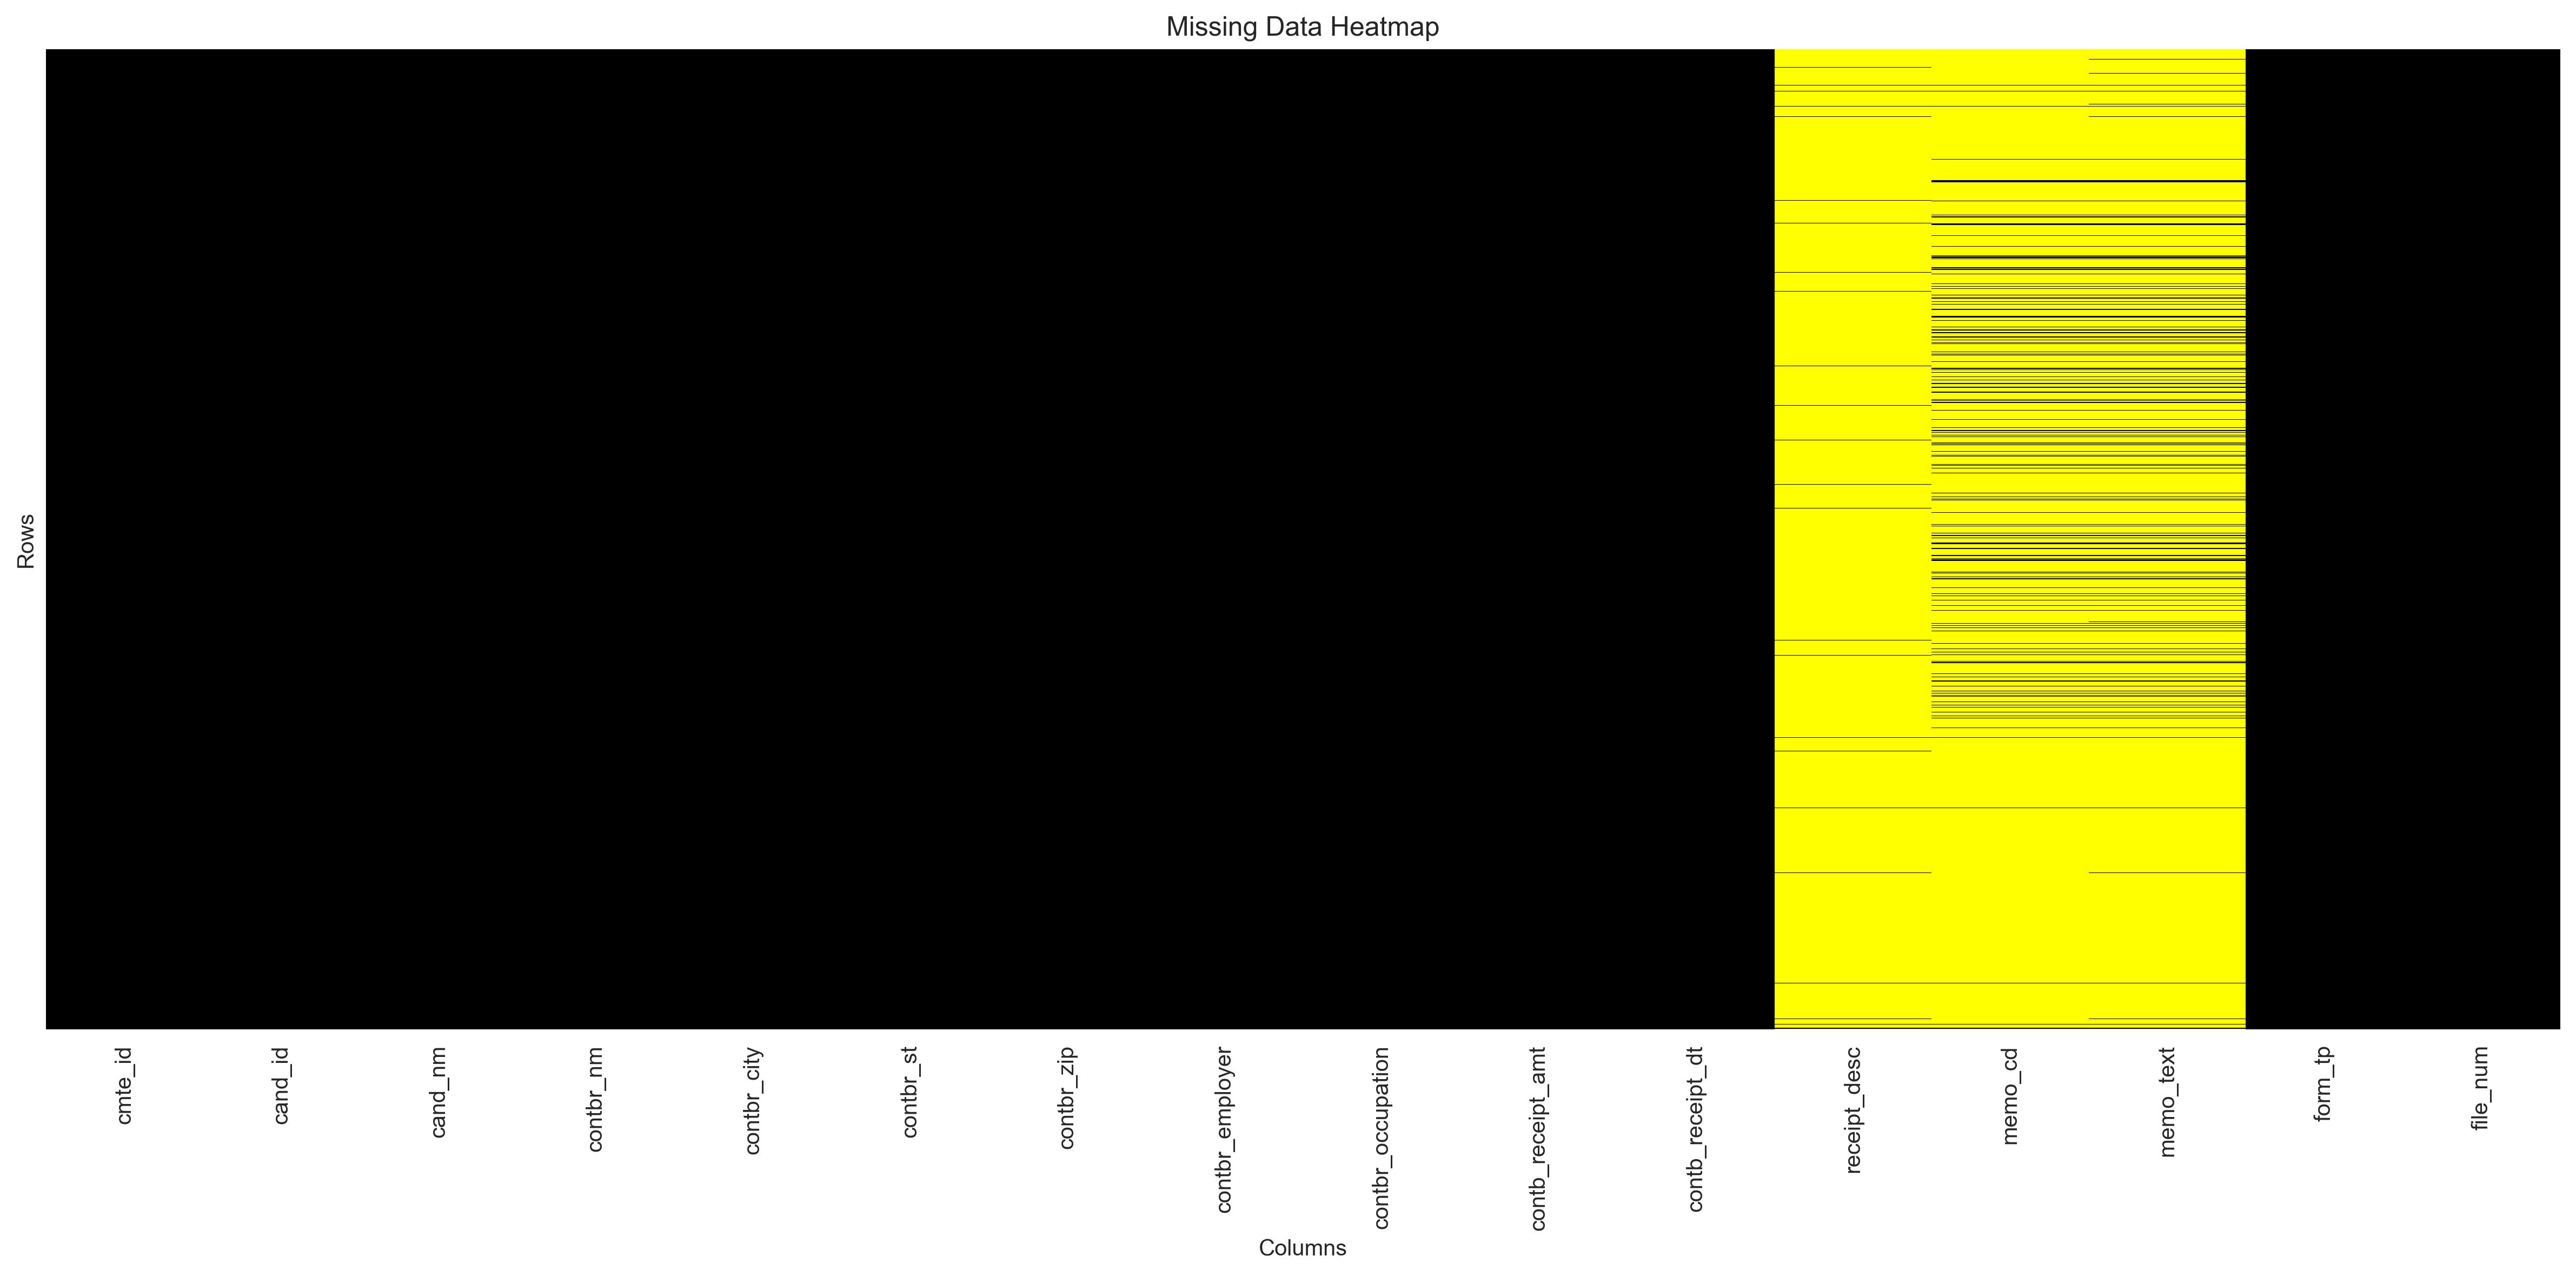 Missing Data Heatmap
Rows
cmte_id
cand_id
cand_nm
contbr_nm
contbr_city
contbr_st
contbr_zip
contbr_employer
contbr_occupation
contb_receipt_amt
contb_receipt_dt
receipt_desc
memo_cd
memo_text
form_tp
file_num
Columns